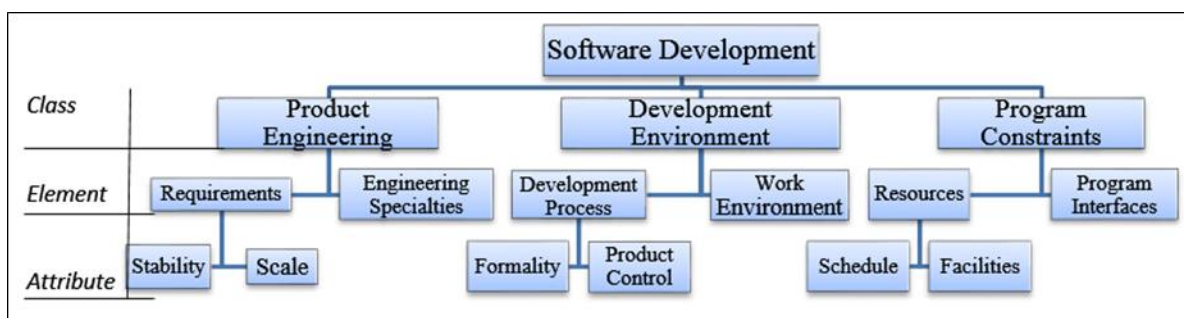 Software Development
Class
Product
Engineering
Development
Environment
Program
Constraints
Element
Requirements
Engineering
Specialties
Development
Process
Work
Environment
Resources
Program
Interfaces
Attribute
Stability
Scale
Formality
Product
Control
Schedule
Facilities